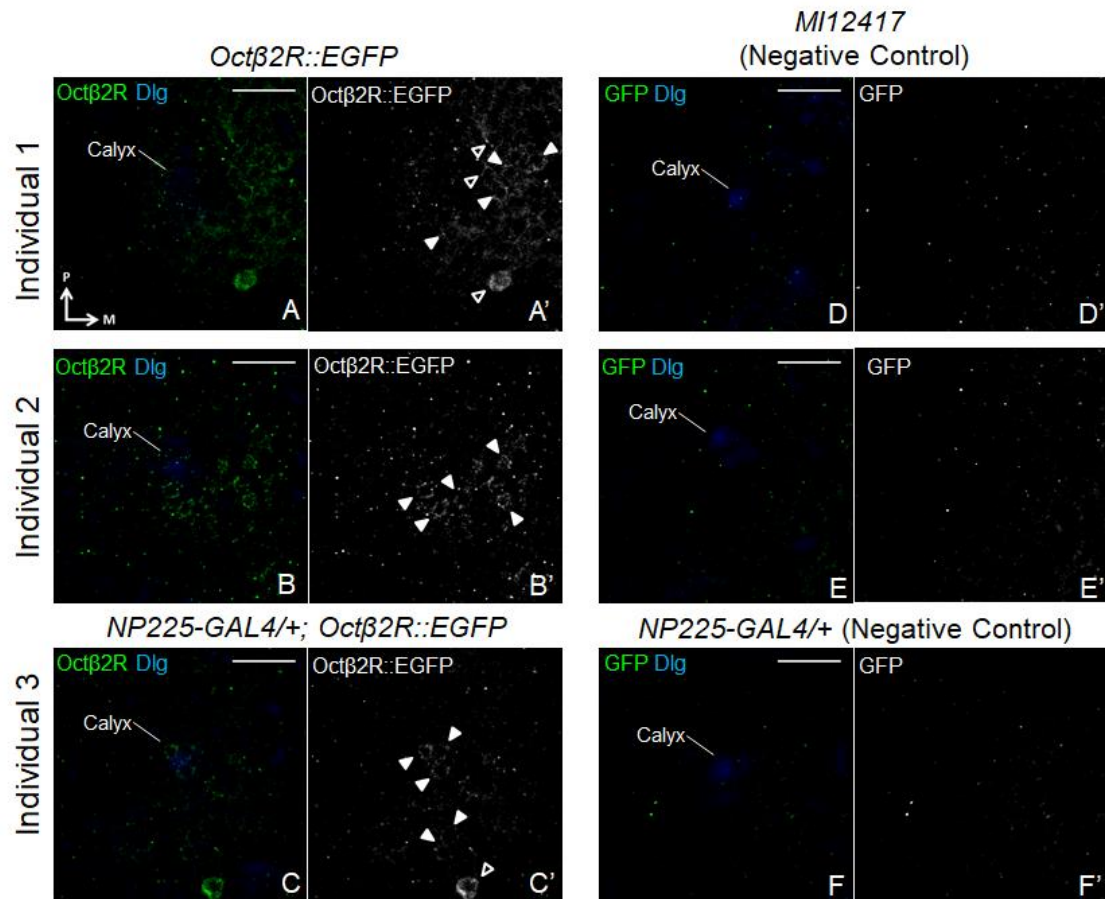 Octβ2R::EGFP
MI12417
(Negative Control)
Individual 1
Octβ2R Dlg
Calyx
P
M
A
Octβ2R::EGFP
A'
GFP Dlg
Calyx
D
GFP
D'
Individual 2
Octβ2R Dlg
Calyx
B
Octβ2R::EGFP
B'
GFP Dlg
Calyx
E
GFP
E'
NP225-GAL4/+; Octβ2R::EGFP
NP225-GAL4/+ (Negative Control)
Individual 3
Octβ2R Dlg
Calyx
C
Octβ2R::EGFP
C'
GFP Dlg
Calyx
F
GFP
F'